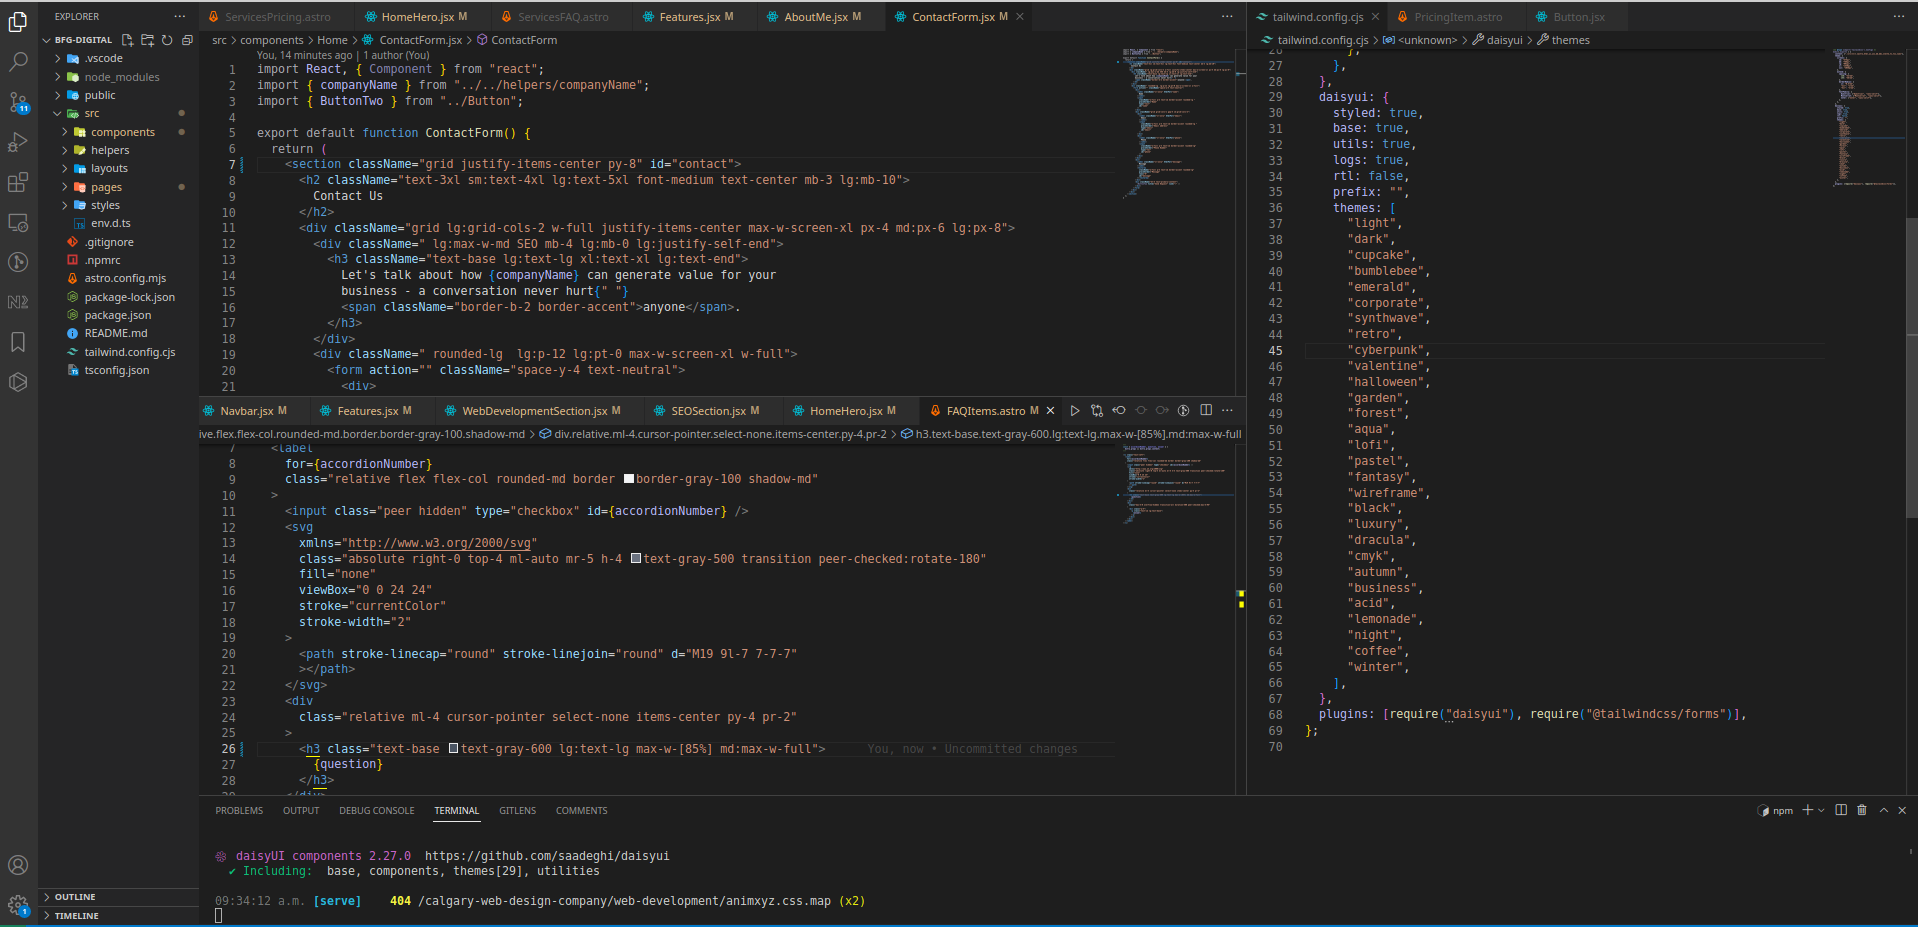 EXPLORER
BFG-DIGITAL
.vscode
node_modules
public
src
components
helpers
layouts
pages
styles
env.d.ts
.gitignore
.npmrc
astro.config.mjs
package-lock.json
package.json
README.md
tailwind.config.cjs
tsconfig.json
OUTLINE
TIMELINE
11
1
ServicesPricing.astro HomeHero.jsx M ServicesFAQ.astro Features.jsx M AboutMe.jsx M ContactForm.jsx M
src > components > Home > ContactForm.jsx > ContactForm
You, 14 minutes ago | 1 author (You)
1 import React, { Component } from "react";
2 import { companyName } from "../../helpers/companyName";
3 import { ButtonTwo } from "../Button";
4
5 export default function ContactForm() {
6 return (
7 <section className="grid justify-items-center py-8" id="contact">
8 <h2 className="text-3xl sm:text-4xl lg:text-5xl font-medium text-center mb-3 lg:mb-10">
9 Contact Us
10 </h2>
11 <div className="grid lg:grid-cols-2 w-full justify-items-center max-w-screen-xl px-4 md:px-6 lg:px-8">
12 <div className=" lg:max-w-md SEO mb-4 lg:mb-0 lg:justify-self-end">
13 <h3 className="text-base lg:text-lg xl:text-xl lg:text-end">
14 Let's talk about how {companyName} can generate value for your
15 business - a conversation never hurt{" "}
16 <span className="border-b-2 border-accent">anyone</span>.
17 </h3>
18 </div>
19 <div className=" rounded-lg  lg:p-12 lg:pt-0 max-w-screen-xl w-full">
20 <form action="" className="space-y-4 text-neutral">
21 <div>
Navbar.jsx M Features.jsx M WebDevelopmentSection.jsx M SEOSection.jsx M HomeHero.jsx M FAQItems.astro M
ive.flex.flex-col.rounded-md.border.border-gray-100.shadow-md > div.relative.ml-4.cursor-pointer.select-none.items-center.py-4.pr-2 > h3.text-base.text-gray-600.lg:text-lg.max-w-[85%].md:max-w-full
7 <label
8 for={accordionNumber}
9 class="relative flex flex-col rounded-md border border-gray-100 shadow-md"
10 >
11 <input class="peer hidden" type="checkbox" id={accordionNumber} />
12 <svg
13 xmlns="http://www.w3.org/2000/svg"
14 class="absolute right-0 top-4 ml-auto mr-5 h-4 text-gray-500 transition peer-checked:rotate-180"
15 fill="none"
16 viewBox="0 0 24 24"
17 stroke="currentColor"
18 stroke-width="2"
19 >
20 <path stroke-linecap="round" stroke-linejoin="round" d="M19 9l-7 7-7-7"
21 ></path>
22 </svg>
23 <div
24 class="relative ml-4 cursor-pointer select-none items-center py-4 pr-2"
25 >
26 <h3 class="text-base text-gray-600 lg:text-lg max-w-[85%] md:max-w-full"> You, now • Uncommitted changes
27 {question}
28 </h3>
29 </div>
tailwind.config.cjs PricingItem.astro Button.jsx
tailwind.config.cjs > <unknown> > daisyui > themes
26 },
27 },
28 },
29 daisyui: {
30 styled: true,
31 base: true,
32 utils: true,
33 logs: true,
34 rtl: false,
35 prefix: "",
36 themes: [
37 "light",
38 "dark",
39 "cupcake",
40 "bumblebee",
41 "emerald",
42 "corporate",
43 "synthwave",
44 "retro",
45 "cyberpunk",
46 "valentine",
47 "halloween",
48 "garden",
49 "forest",
50 "aqua",
51 "lofi",
52 "pastel",
53 "fantasy",
54 "wireframe",
55 "black",
56 "luxury",
57 "dracula",
58 "cmyk",
59 "autumn",
60 "business",
61 "acid",
62 "lemonade",
63 "night",
64 "coffee",
65 "winter",
66 ],
67 },
68 plugins: [require("daisyui"), require("@tailwindcss/forms")],
69 };
70
PROBLEMS OUTPUT DEBUG CONSOLE TERMINAL GITLENS COMMENTS
npm
daisyUI components 2.27.0  https://github.com/saadeghi/daisyui
✔ Including:  base, components, themes[29], utilities
09:34:12 a.m. [serve]    404 /calgary-web-design-company/web-development/animxyz.css.map (x2)